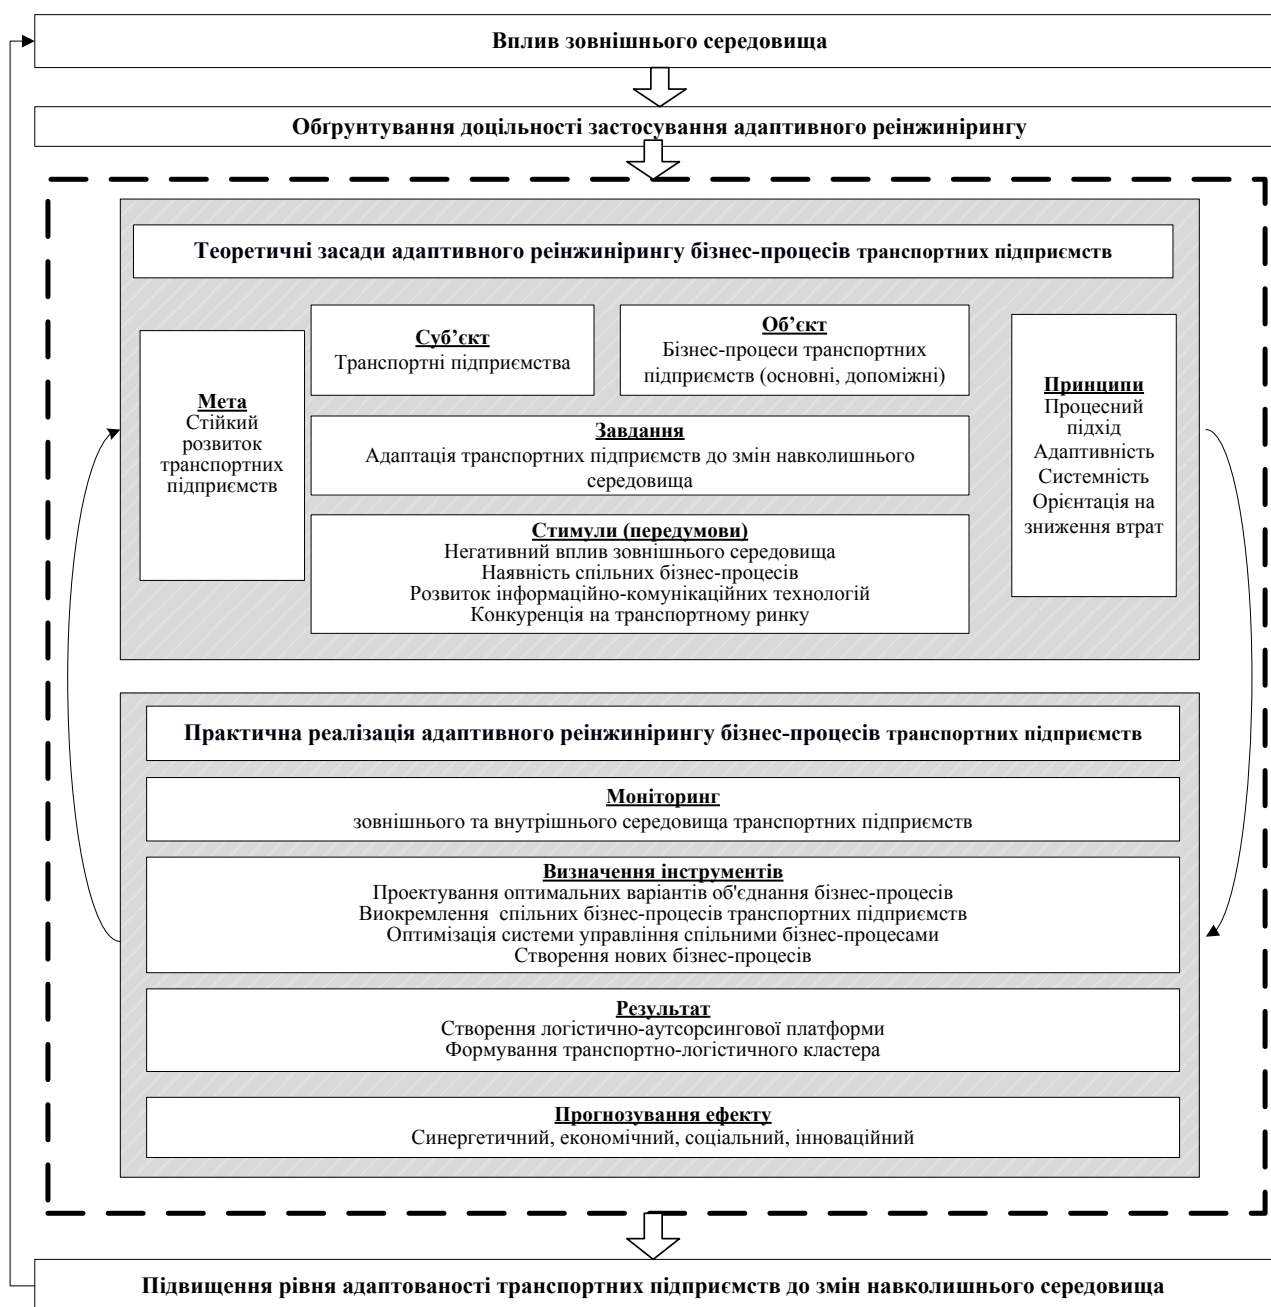 Вплив зовнішнього середовища
Обґрунтування доцільності застосування адаптивного реінжинірингу
Теоретичні засади адаптивного реінжинірингу бізнес-процесів транспортних підприємств
Мета
Стійкий
розвиток
транспортних
підприємств
Суб’єкт
Транспортні підприємства
Об’єкт
Бізнес-процеси транспортних
підприємств (основні, допоміжні)
Завдання
Адаптація транспортних підприємств до змін навколишнього
середовища
Стимули (передумови)
Негативний вплив зовнішнього середовища
Наявність спільних бізнес-процесів
Розвиток інформаційно-комунікаційних технологій
Конкуренція на транспортному ринку
Принципи
Процесний
підхід
Адаптивність
Системність
Орієнтація на
зниження втрат
Практична реалізація адаптивного реінжинірингу бізнес-процесів транспортних підприємств
Моніторинг
зовнішнього та внутрішнього середовища транспортних підприємств
Визначення інструментів
Проектування оптимальних варіантів об'єднання бізнес-процесів
Виокремлення спільних бізнес-процесів транспортних підприємств
Оптимізація системи управління спільними бізнес-процесами
Створення нових бізнес-процесів
Результат
Створення логістично-аутсорсингової платформи
Формування транспортно-логістичного кластера
Прогнозування ефекту
Синергетичний, економічний, соціальний, інноваційний
Підвищення рівня адаптованості транспортних підприємств до змін навколишнього середовища